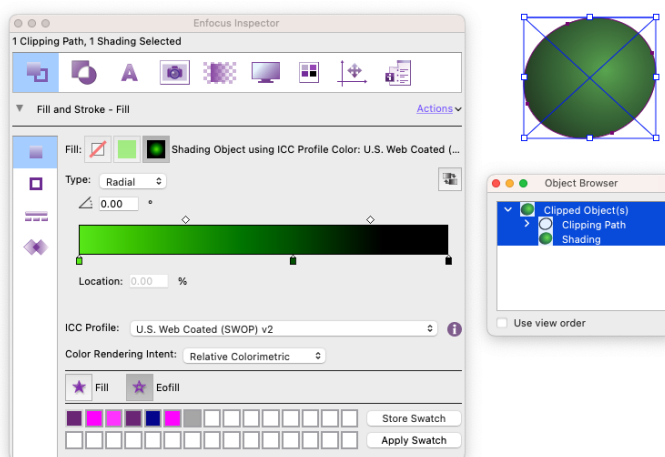 Enfocus Inspector
1 Clipping Path, 1 Shading Selected
A
Fill and Stroke - Fill
Actions
Fill:
Shading Object using ICC Profile Color: U.S. Web Coated (...
Type:
Radial
0.00 °
Location:
0.00 %
ICC Profile:
U.S. Web Coated (SWOP) v2
i
Color Rendering Intent:
Relative Colorimetric
Fill
Eofill
Store Swatch
Apply Swatch
Object Browser
Clipped Object(s)
Clipping Path
Shading
Use view order